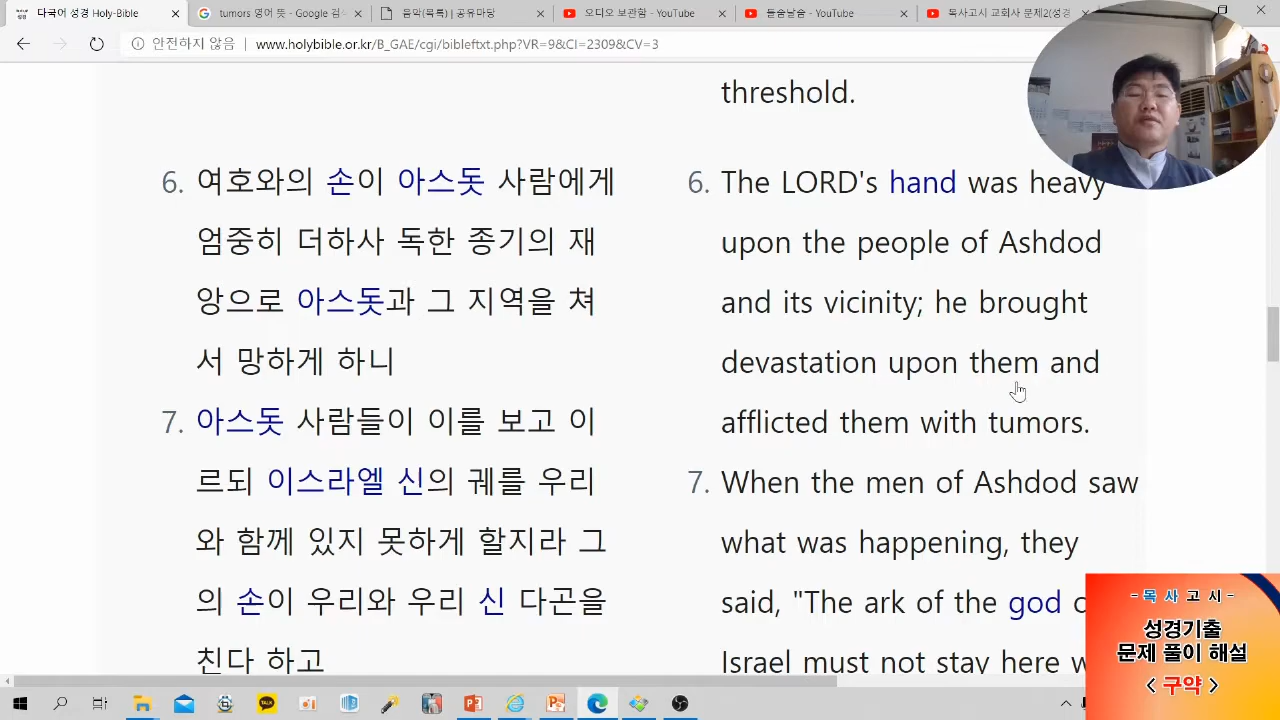 다국어 성경 Holy-Bible
tumors 영어 뜻 - Google 검
음악(목록) | 공유마당
오디오 보관함 - YouTube
들숨날숨 - YouTube
목사고시 교회사 문제2(성경
안전하지 않음
www.holybible.or.kr/B_GAE/cgi/bibleftxt.php?VR=9&CI=2309&CV=3
threshold.
6. 여호와의 손이 아스돗 사람에게
엄중히 더하사 독한 종기의 재
앙으로 아스돗과 그 지역을 쳐
서 망하게 하니
7. 아스돗 사람들이 이를 보고 이
르되 이스라엘 신의 궤를 우리
와 함께 있지 못하게 할지라 그
의 손이 우리와 우리 신 다곤을
친다 하고
6. The LORD's hand was heavy
upon the people of Ashdod
and its vicinity; he brought
devastation upon them and
afflicted them with tumors.
7. When the men of Ashdod saw
what was happening, they
said, "The ark of the god
Israel must not stay here
- 목사고시 -
성경기출
문제 풀이 해설
< 구약 >